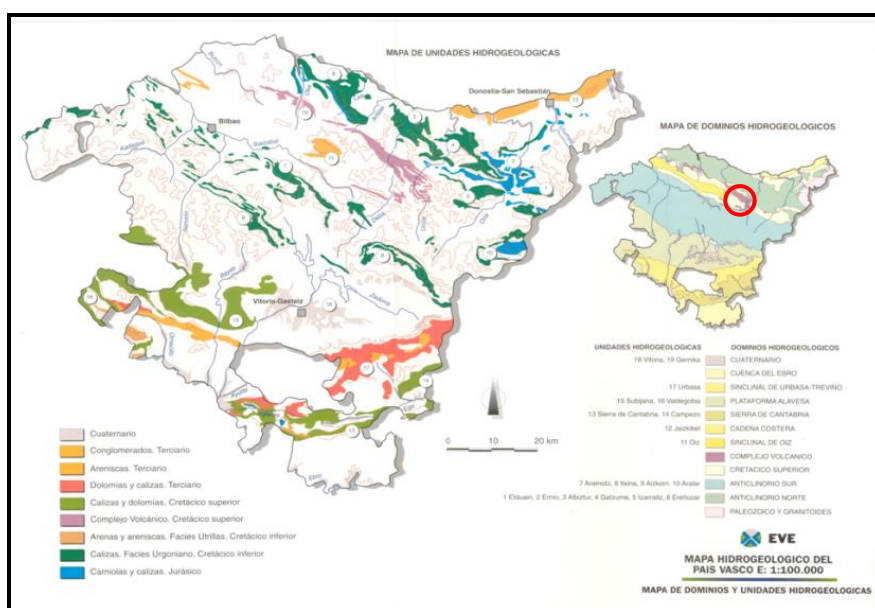 MAPA DE UNIDADES HIDROGEOLOGICAS
Donostia-San Sebastián
Bilbao
Vitoria-Gasteiz
MAPA DE DOMINIOS HIDROGEOLOGICOS
Cuaternario
Conglomerados. Terciario
Areniscas. Terciario
Dolomías y calizas. Terciario
Calizas y dolomías. Cretácico superior
Complejo Volcánico. Cretácico superior
Arenas y areniscas. Facies Utrillas. Cretácico inferior
Calizas. Facies Urgoniano. Cretácico inferior
Carniolas y calizas. Jurásico
0 10 20 km
UNIDADES HIDROGEOLOGICAS DOMINIOS HIDROGEOLOGICOS
18 Vitoria, 19 Gernika CUATERNARIO
CUENCA DEL EBRO
17 Urbasa SINCLINAL DE URBASA-TREVIÑO
15 Subijana, 16 Valdegobia PLATAFORMA ALAVESA
13 Sierra de Cantabria, 14 Campezo SIERRA DE CANTABRIA
12 Jaizkibel CADENA COSTERA
11 Oiz SINCLINAL DE OIZ
COMPLEJO VOLCANICO
CRETACICO SUPERIOR
7 Aramotz, 8 Itxina, 9 Aizkorri, 10 Aralar ANTICLINORIO SUR
1 Elduain, 2 Ernio, 3 Albiztur, 4 Gatzume, 5 Izarraitz, 6 Ereñozar ANTICLINORIO NORTE
PALEOZOICO Y GRANITOIDES
EVE
MAPA HIDROGEOLOGICO DEL
PAIS VASCO E: 1:100.000
MAPA DE DOMINIOS Y UNIDADES HIDROGEOLOGICAS